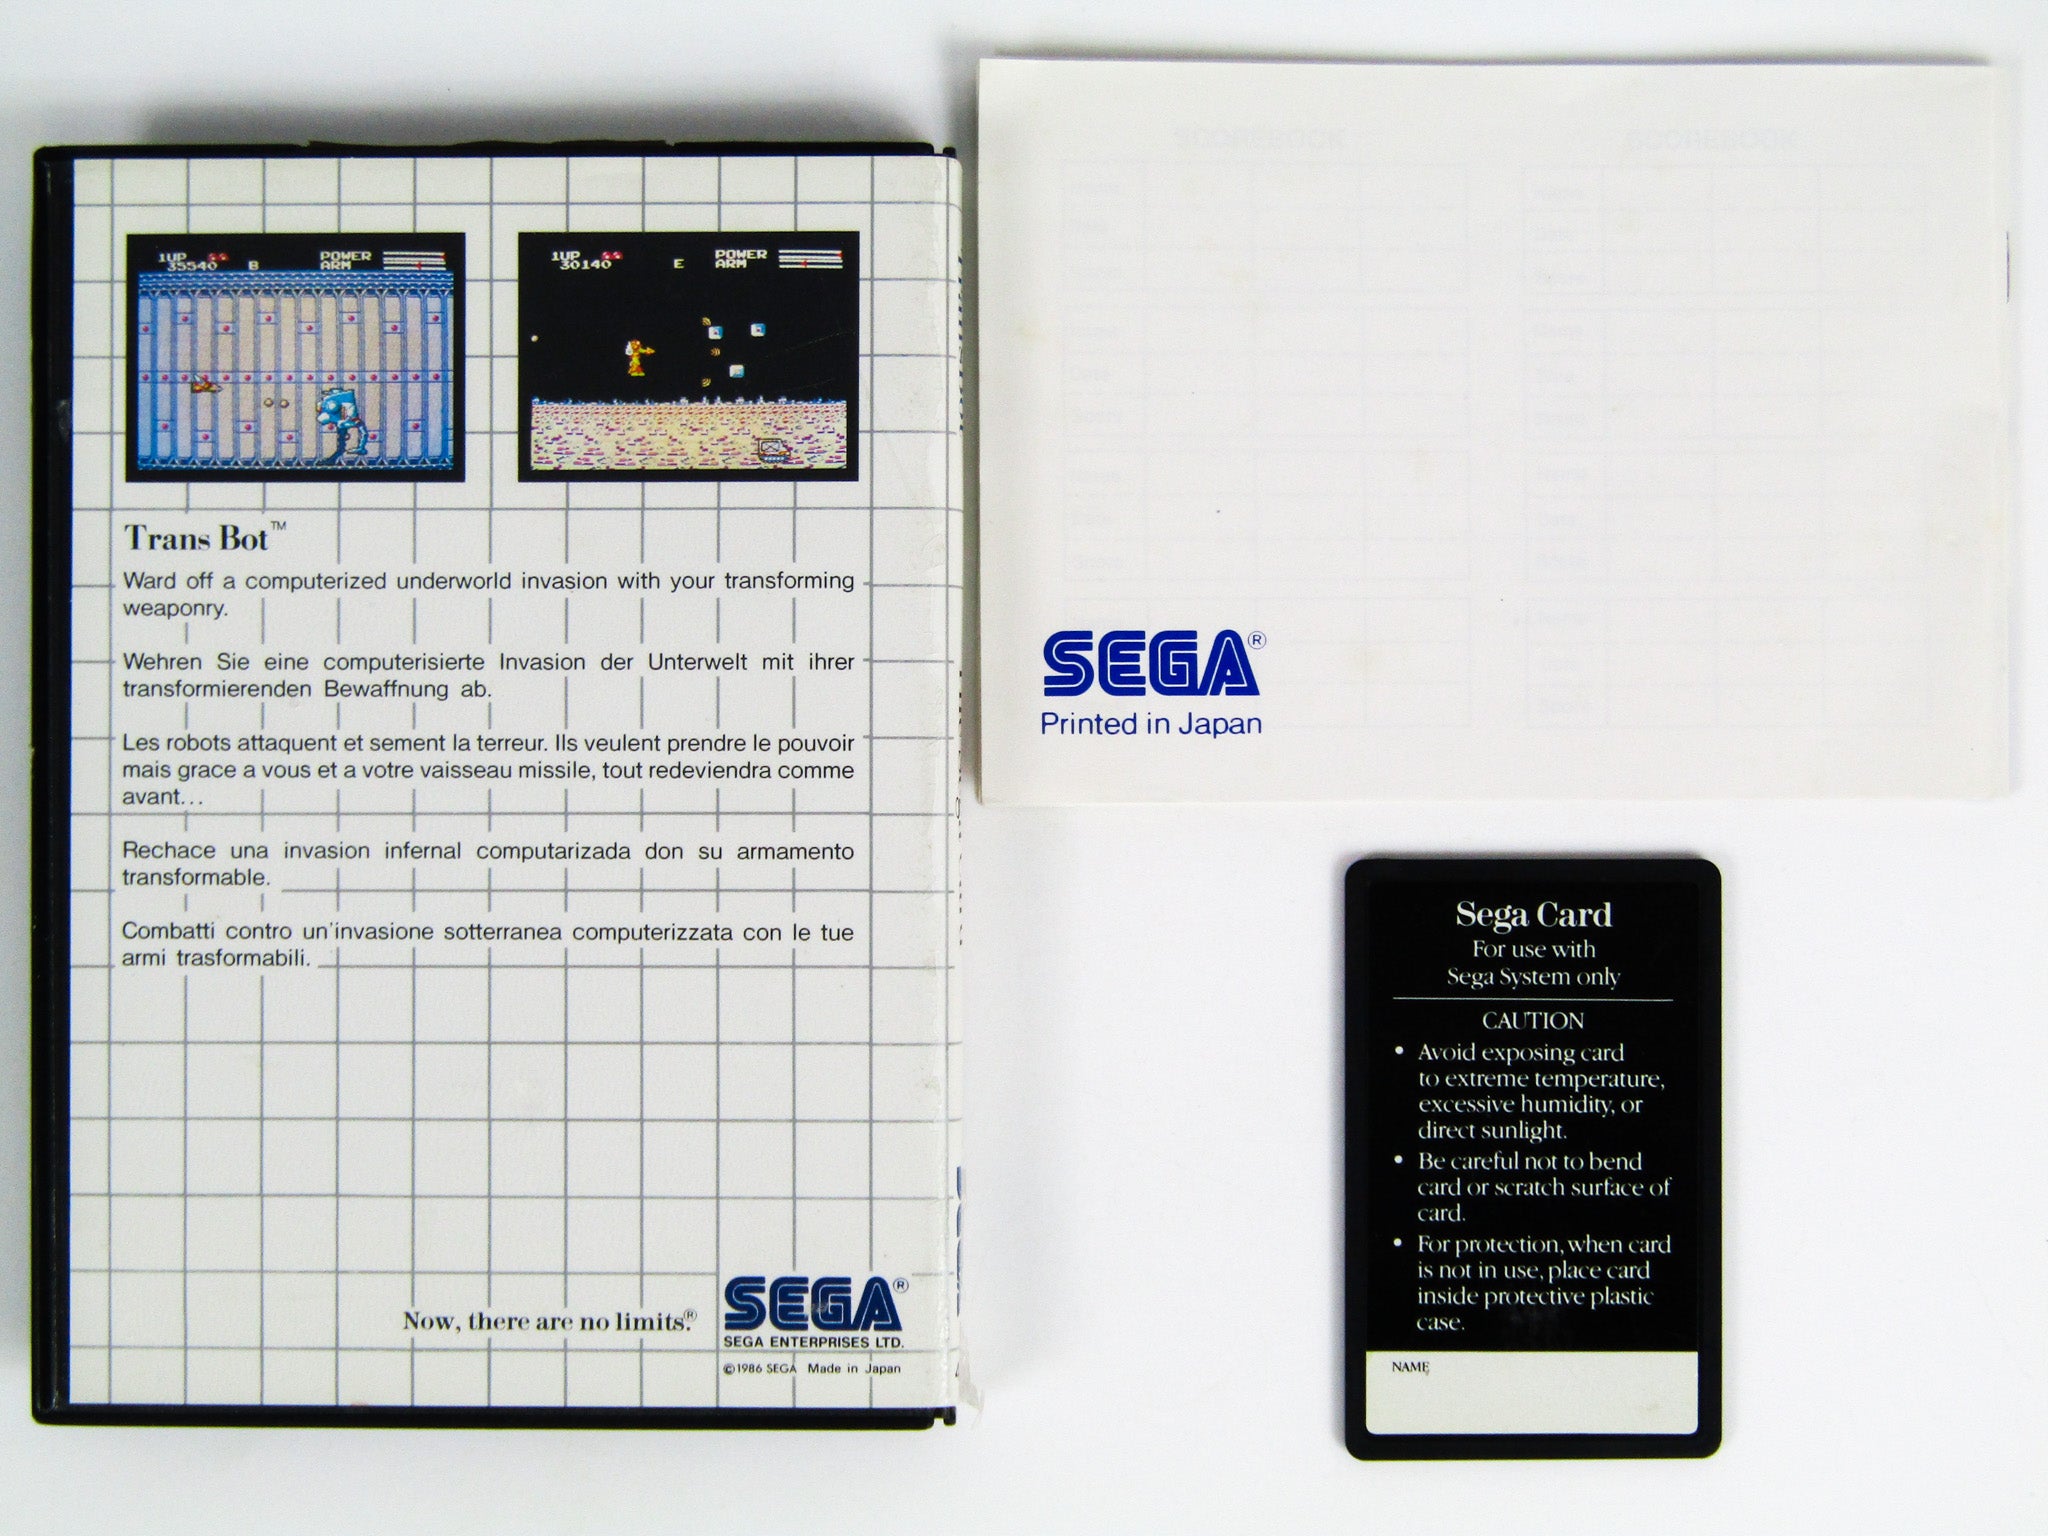 1UP
35540 B
POWER
ARM
1UP
30140 E
POWER
ARM
Trans Bot™
Ward off a computerized underworld invasion with your transforming
weaponry.
Wehren Sie eine computerisierte Invasion der Unterwelt mit ihrer
transformierenden Bewaffnung ab.
Les robots attaquent et sement la terreur. Ils veulent prendre le pouvoir
mais grace a vous et a votre vaisseau missile, tout redeviendra comme
avant...
Rechace una invasion infernal computarizada don su armamento
transformable.
Combatti contro un'invasione sotterranea computerizzata con le tue
armi trasformabili.
Now, there are no limits.®
SEGA®
SEGA ENTERPRISES LTD.
©1986 SEGA Made in Japan
SCOREBOOK
SCOREBOOK
SEGA®
Printed in Japan
Sega Card
For use with
Sega System only
CAUTION
• Avoid exposing card
to extreme temperature,
excessive humidity, or
direct sunlight.
• Be careful not to bend
card or scratch surface of
card.
• For protection, when card
is not in use, place card
inside protective plastic
case.
NAME